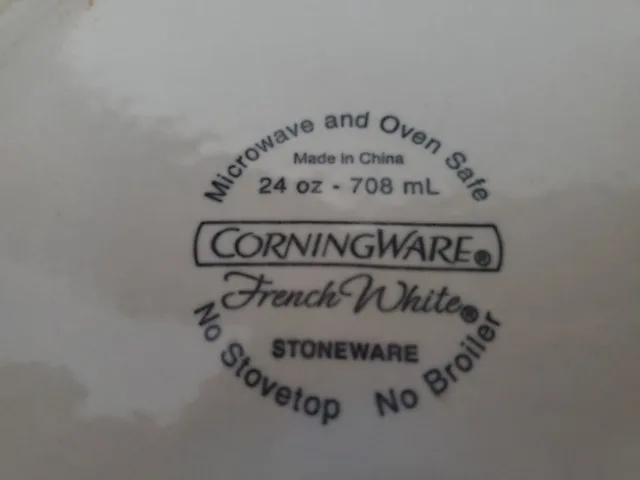 Microwave and Oven Safe
Made in China
24 oz - 708 mL
CORNINGWARE®
French White®
STONEWARE
No Stovetop No Broiler